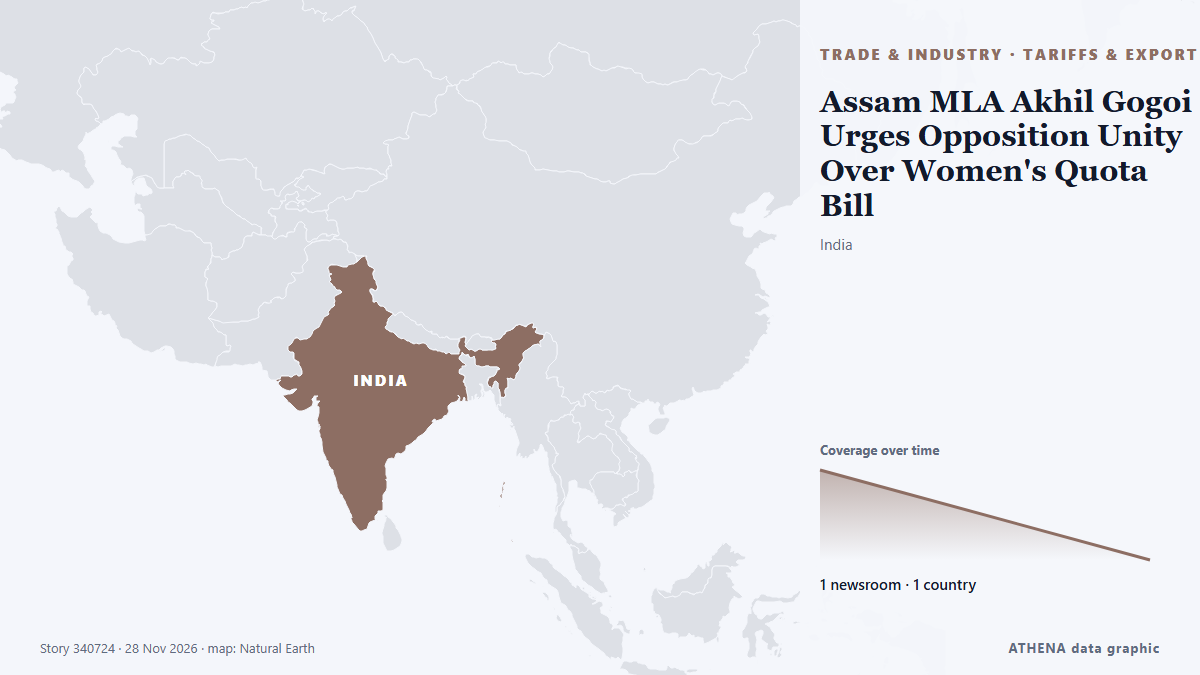 TRADE & INDUSTRY · TARIFFS & EXPORT
Assam MLA Akhil Gogoi
Urges Opposition Unity
Over Women's Quota
Bill
India
INDIA
Coverage over time
1 newsroom · 1 country
Story 340724 · 28 Nov 2026 · map: Natural Earth
ATHENA data graphic